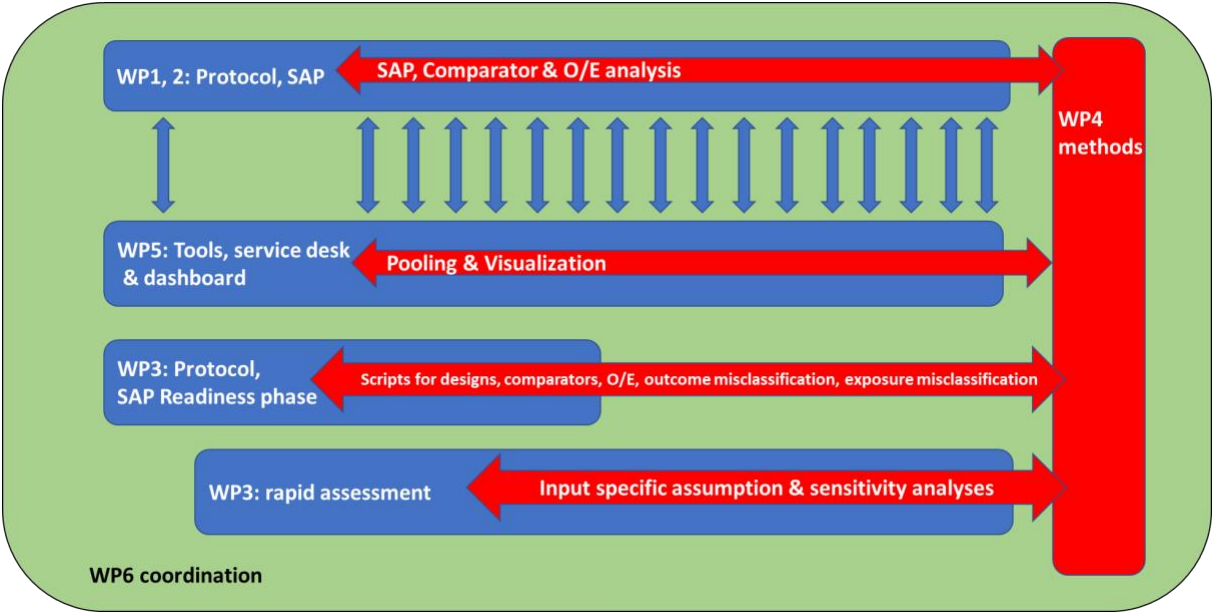 WP1, 2: Protocol, SAP
SAP, Comparator & O/E analysis
WP4
methods
WP5: Tools, service desk
& dashboard
Pooling & Visualization
WP3: Protocol,
SAP Readiness phase
Scripts for designs, comparators, O/E, outcome misclassification, exposure misclassification
WP3: rapid assessment
Input specific assumption & sensitivity analyses
WP6 coordination